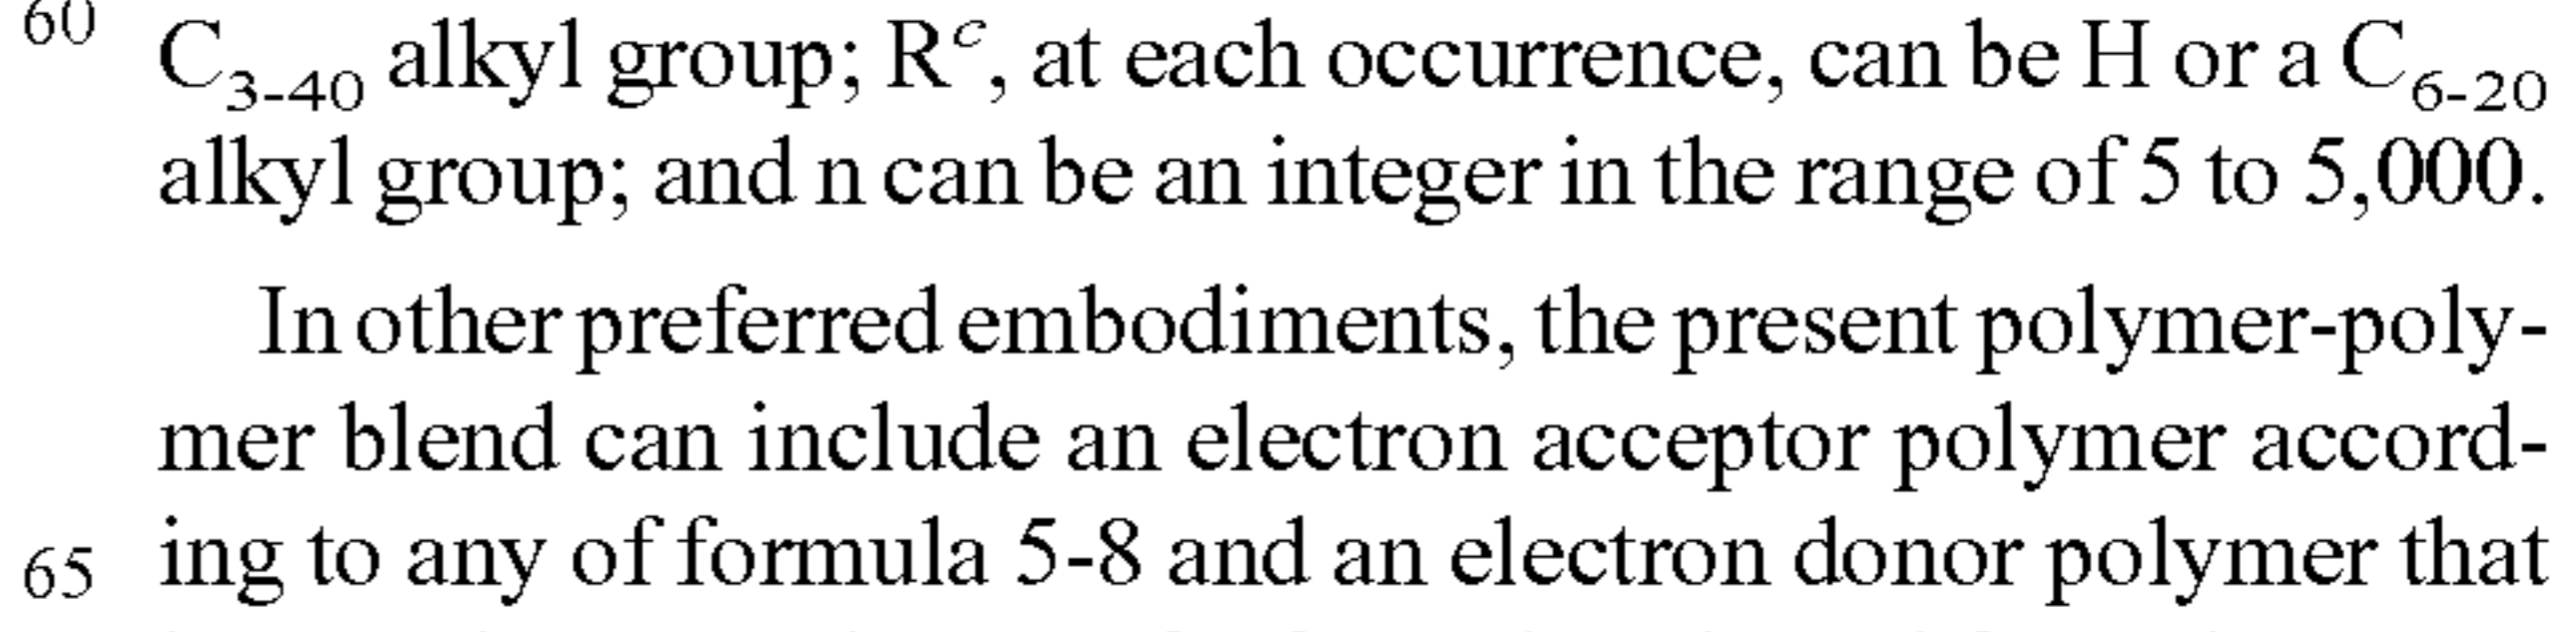 60 C₃₋₄₀ alkyl group; Rᶜ, at each occurrence, can be H or a C₆₋₂₀
alkyl group; and n can be an integer in the range of 5 to 5,000.
In other preferred embodiments, the present polymer-poly-
mer blend can include an electron acceptor polymer accord-
65 ing to any of formula 5-8 and an electron donor polymer that